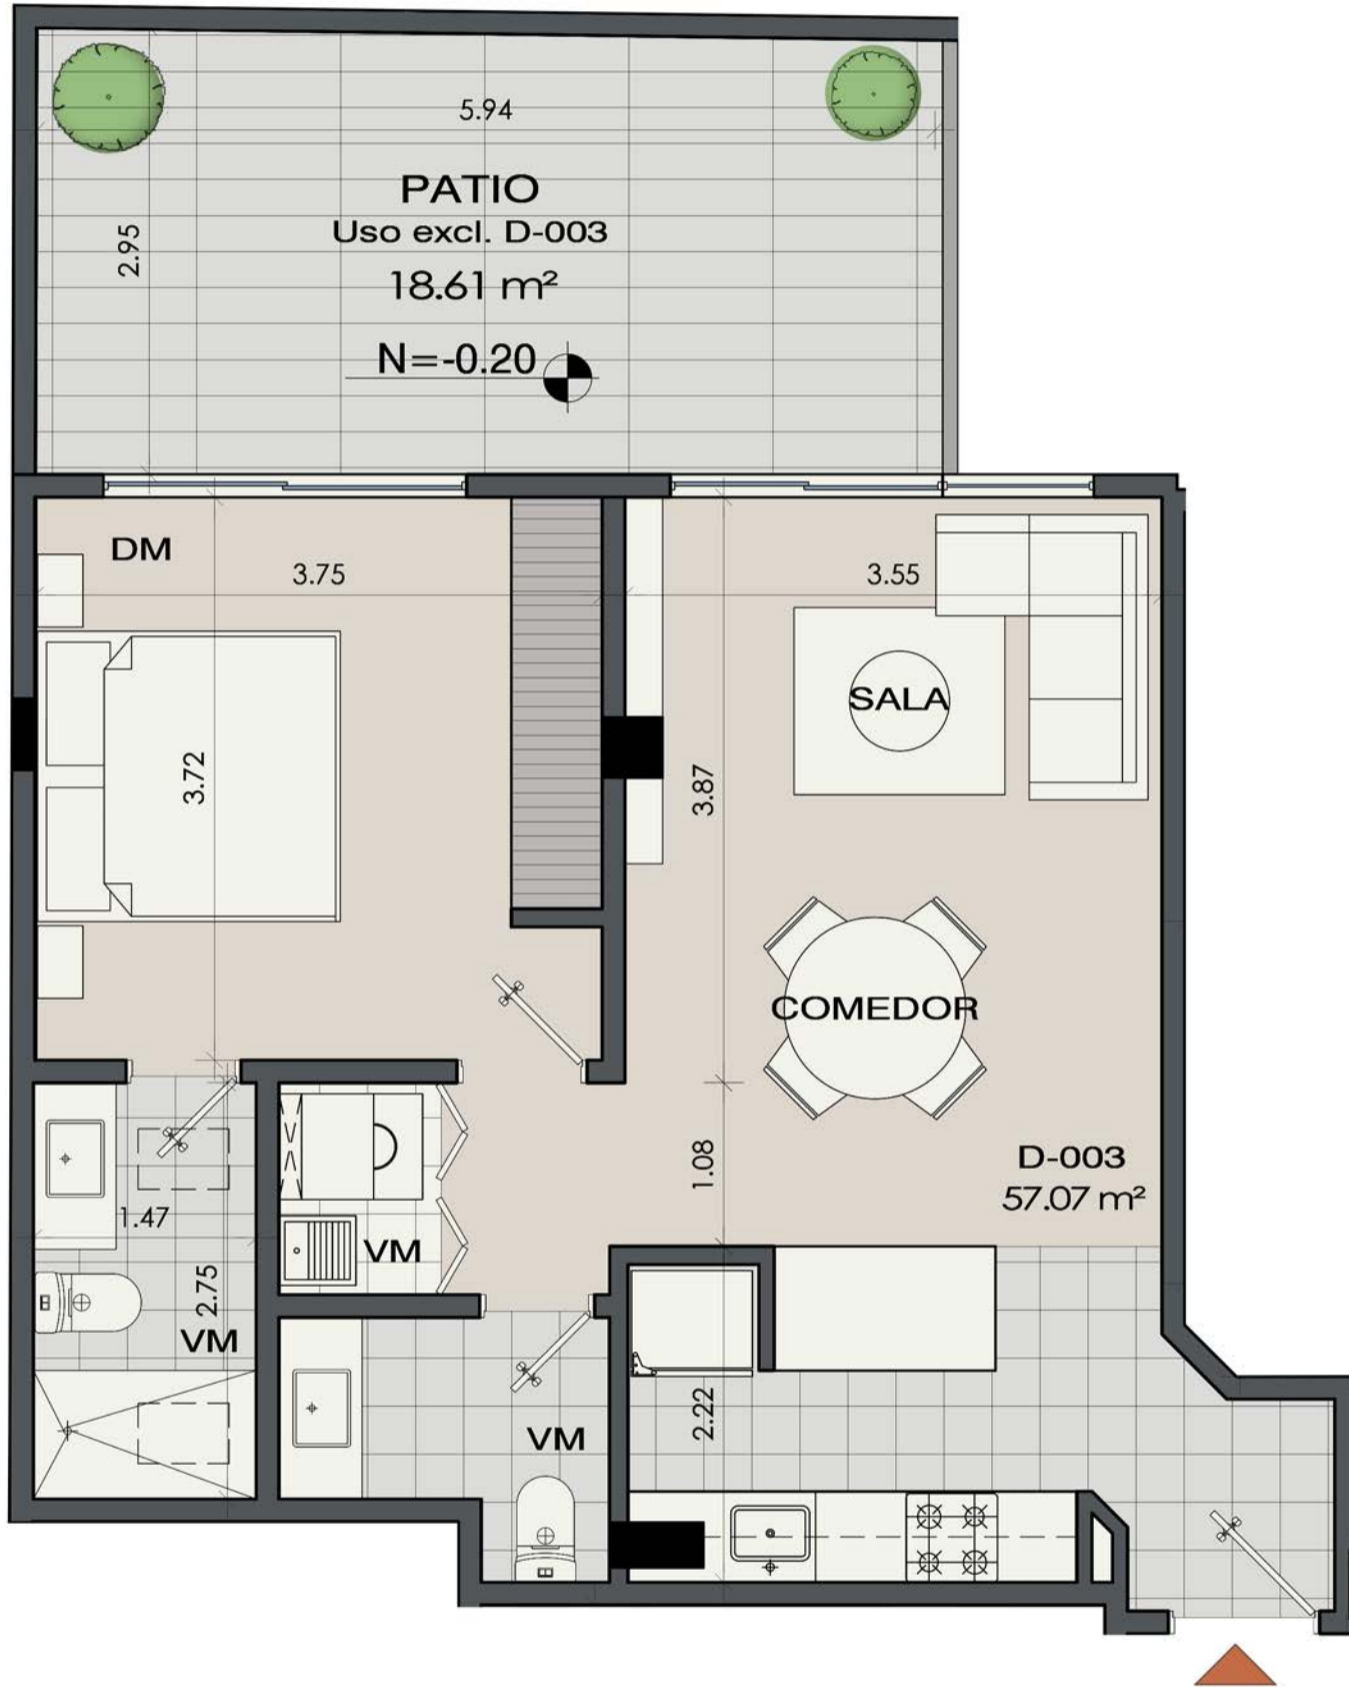 5.94
PATIO
Uso excl. D-003
2.95
18.61 m²
N=-0.20
DM
3.75
3.55
SALA
3.72
3.87
COMEDOR
1.08
D-003
57.07 m²
1.47
VM
2.75
VM
2.22
VM